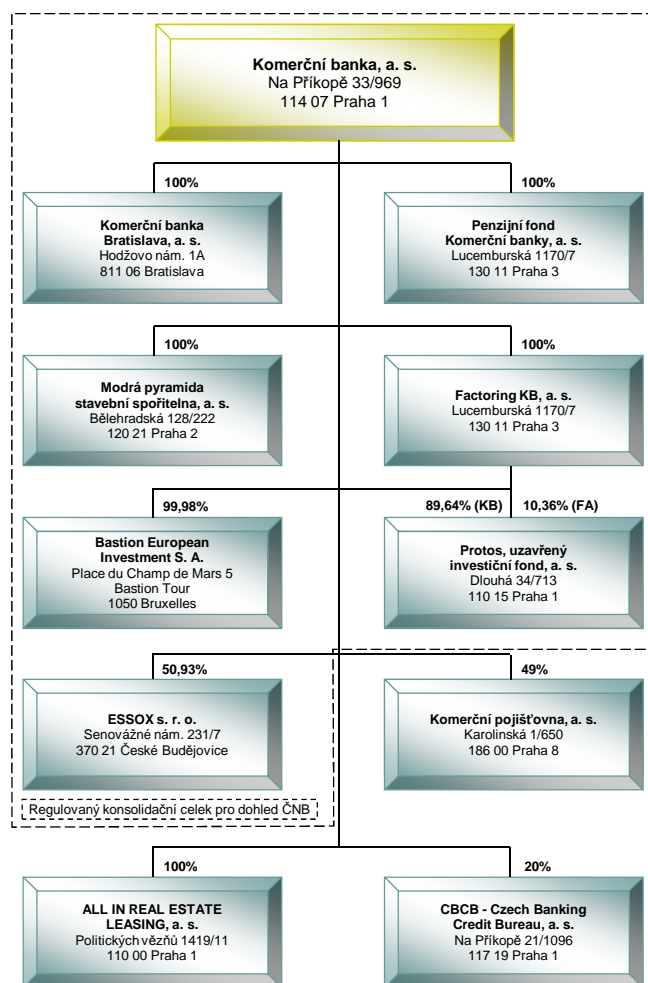 Komerční banka, a. s.
Na Příkopě 33/969
114 07 Praha 1
100%
Komerční banka
Bratislava, a. s.
Hodžovo nám. 1A
811 06 Bratislava
100%
Penzijní fond
Komerční banky, a. s.
Lucemburská 1170/7
130 11 Praha 3
100%
Modrá pyramida
stavební spořitelna, a. s.
Bělehradská 128/222
120 21 Praha 2
100%
Factoring KB, a. s.
Lucemburská 1170/7
130 11 Praha 3
99,98%
Bastion European
Investment S. A.
Place du Champ de Mars 5
Bastion Tour
1050 Bruxelles
89,64% (KB) 10,36% (FA)
Protos, uzavřený
investiční fond, a. s.
Dlouhá 34/713
110 15 Praha 1
50,93%
ESSOX s. r. o.
Senovážné nám. 231/7
370 21 České Budějovice
49%
Komerční pojišťovna, a. s.
Karolinská 1/650
186 00 Praha 8
Regulovaný konsolidační celek pro dohled ČNB
100%
ALL IN REAL ESTATE
LEASING, a. s.
Politických vězňů 1419/11
110 00 Praha 1
20%
CBCB - Czech Banking
Credit Bureau, a. s.
Na Příkopě 21/1096
117 19 Praha 1